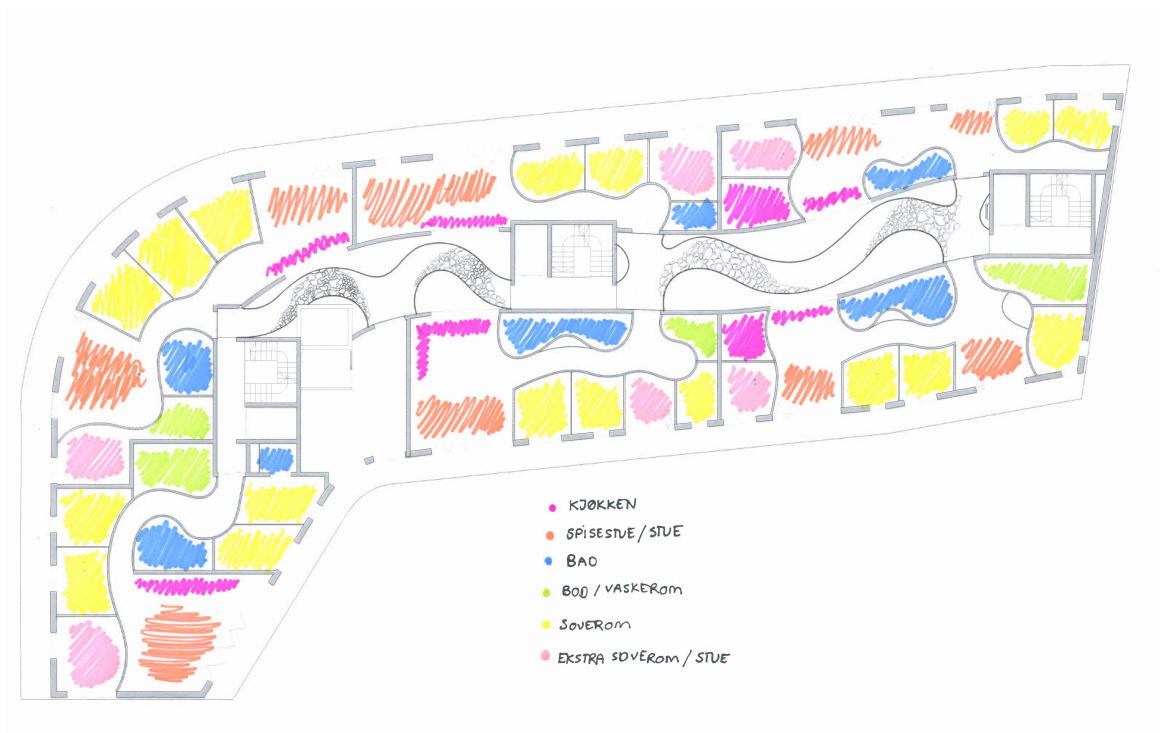 KJØKKEN
SPISESTUE/STUE
BAD
BOD/VASKEROM
SOVEROM
EKSTRA SOVEROM/STUE